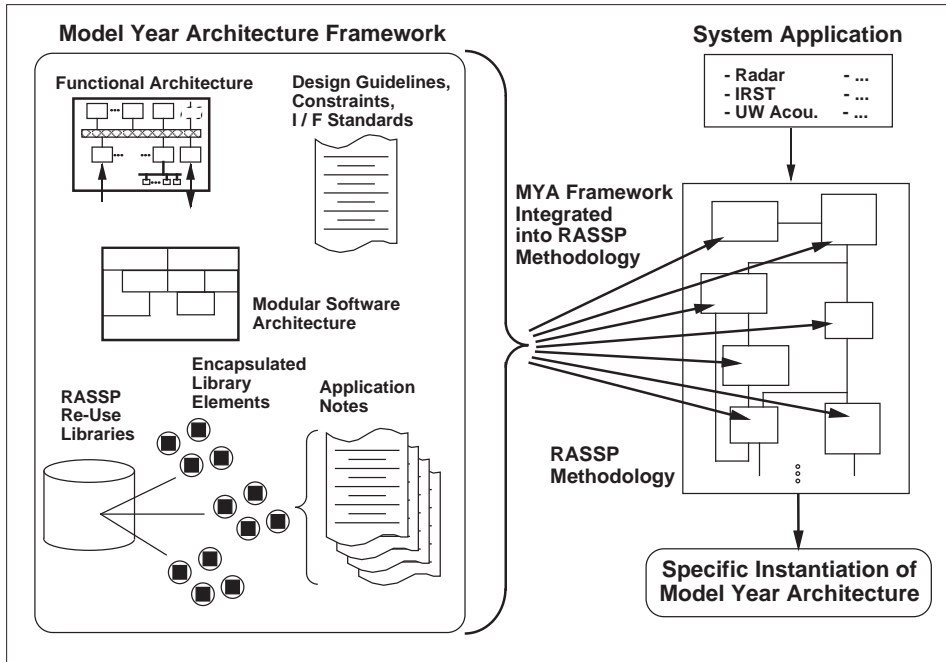 Model Year Architecture Framework
Functional Architecture
Design Guidelines,
Constraints,
I / F Standards
Modular Software
Architecture
RASSP
Re-Use
Libraries
Encapsulated
Library
Elements
Application
Notes
MYA Framework
Integrated
into RASSP
Methodology
RASSP
Methodology
System Application
- Radar - ...
- IRST - ...
- UW Acou. - ...
Specific Instantiation of
Model Year Architecture